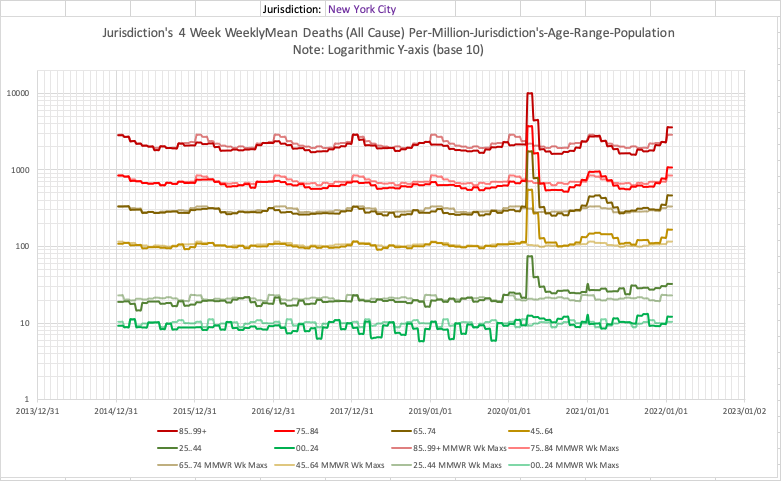 Jurisdiction: New York City
Jurisdiction's 4 Week WeeklyMean Deaths (All Cause) Per-Million-Jurisdiction's-Age-Range-Population
Note: Logarithmic Y-axis (base 10)
10000
1000
100
10
1
2013/12/31 2014/12/31 2015/12/31 2016/12/31 2017/12/31 2019/01/01 2020/01/01 2021/01/01 2022/01/01 2023/01/02
85..99+ 75..84 65..74 45..64
25..44 00..24 85..99+ MMWR Wk Maxs 75..84 MMWR Wk Maxs
65..74 MMWR Wk Maxs 45..64 MMWR Wk Maxs 25..44 MMWR Wk Maxs 00..24 MMWR Wk Maxs